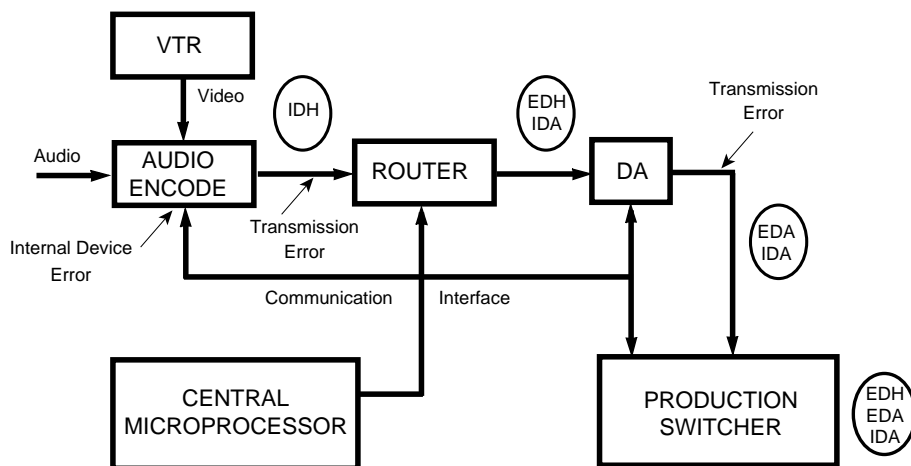 VTR
Video
IDH
EDH
IDA
Transmission
Error
Audio
AUDIO
ENCODE
ROUTER
DA
Internal Device
Error
Transmission
Error
EDA
IDA
Communication
Interface
CENTRAL
MICROPROCESSOR
PRODUCTION
SWITCHER
EDH
EDA
IDA